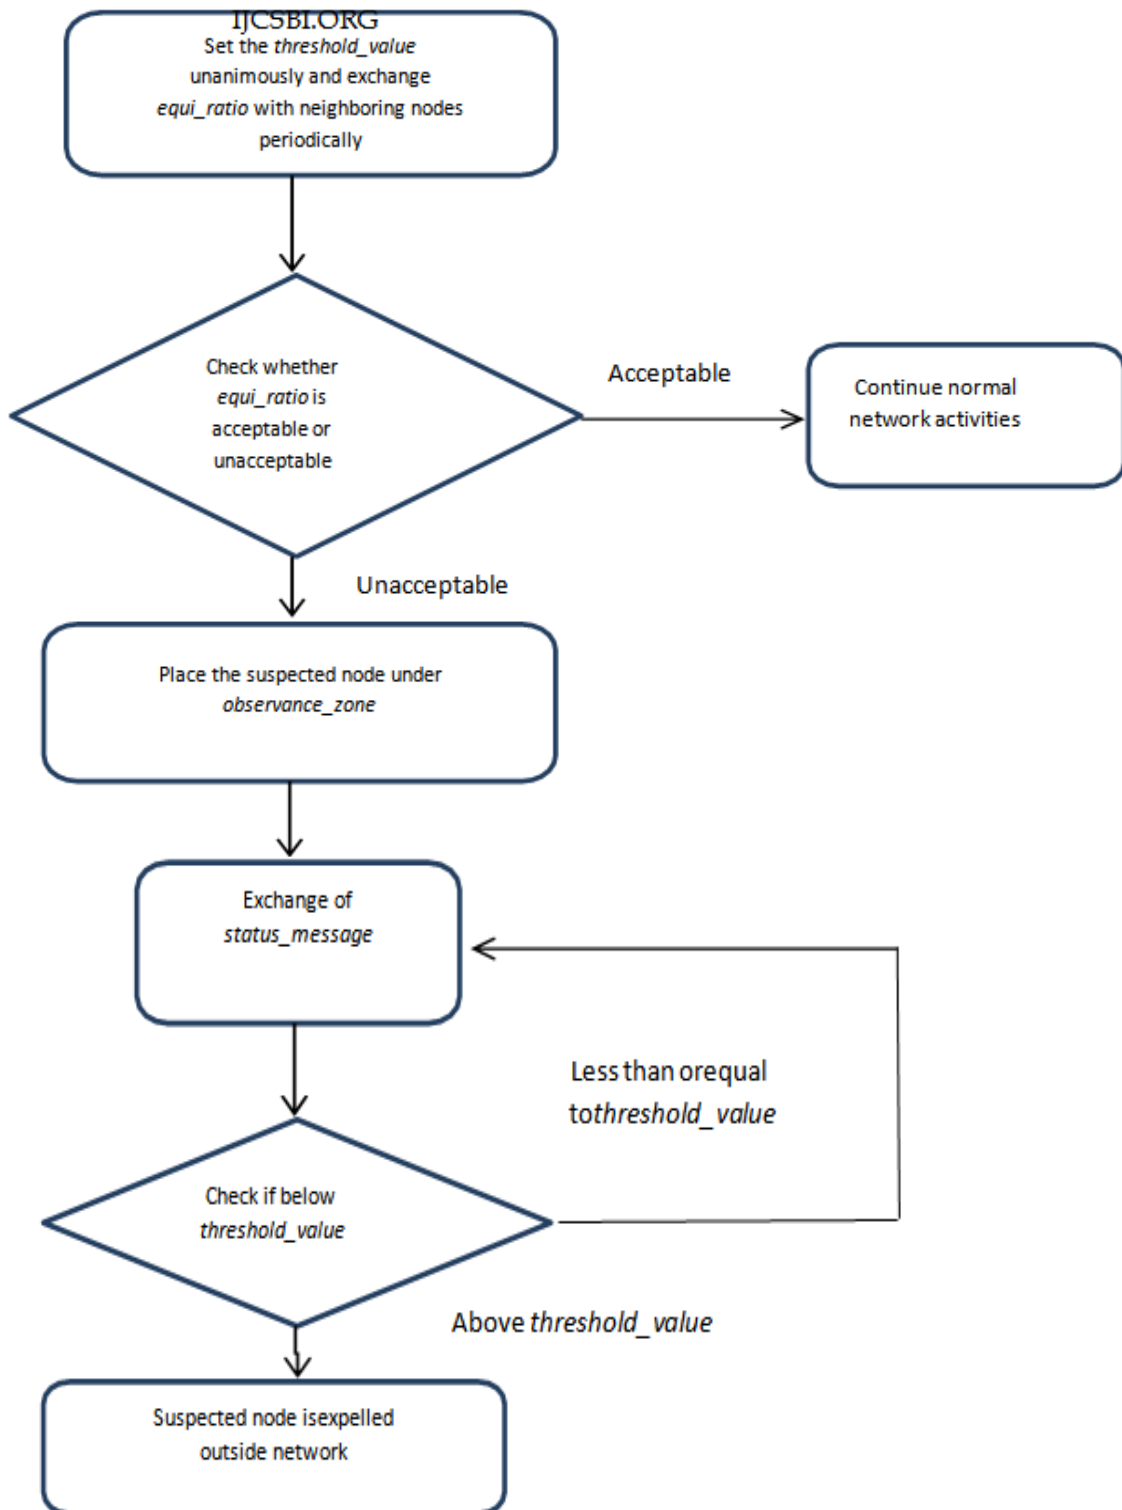 IJCSBI.ORG
Set the threshold_value
unanimously and exchange
equi_ratio with neighboring nodes
periodically
Check whether
equi_ratio is
acceptable or
unacceptable
Acceptable
Continue normal
network activities
Unacceptable
Place the suspected node under
observance_zone
Exchange of
status_message
Less than orequal
tothreshold_value
Check if below
threshold_value
Above threshold_value
Suspected node isexpelled
outside network